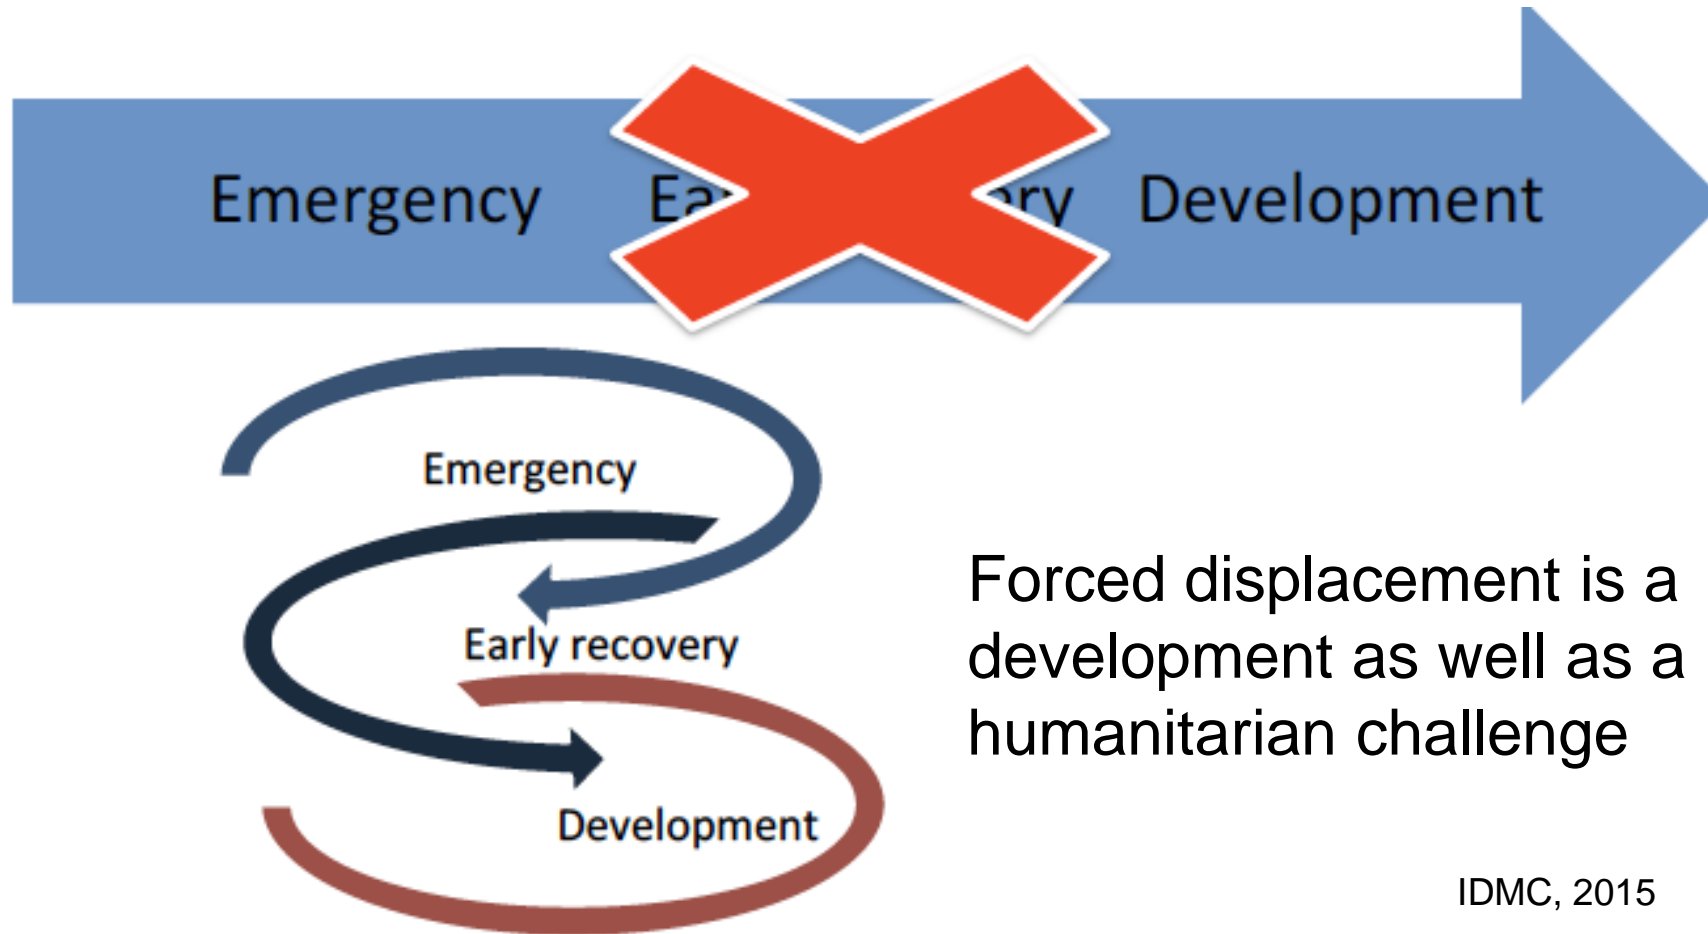 Emergency Development
Emergency
Early recovery
Development
Forced displacement is a
development as well as a
humanitarian challenge
IDMC, 2015